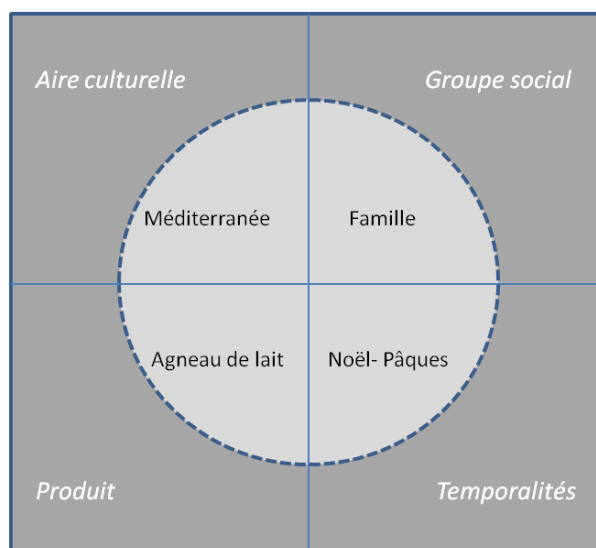 Aire culturelle
Groupe social
Méditerranée
Famille
Agneau de lait
Noël- Pâques
Produit
Temporalités